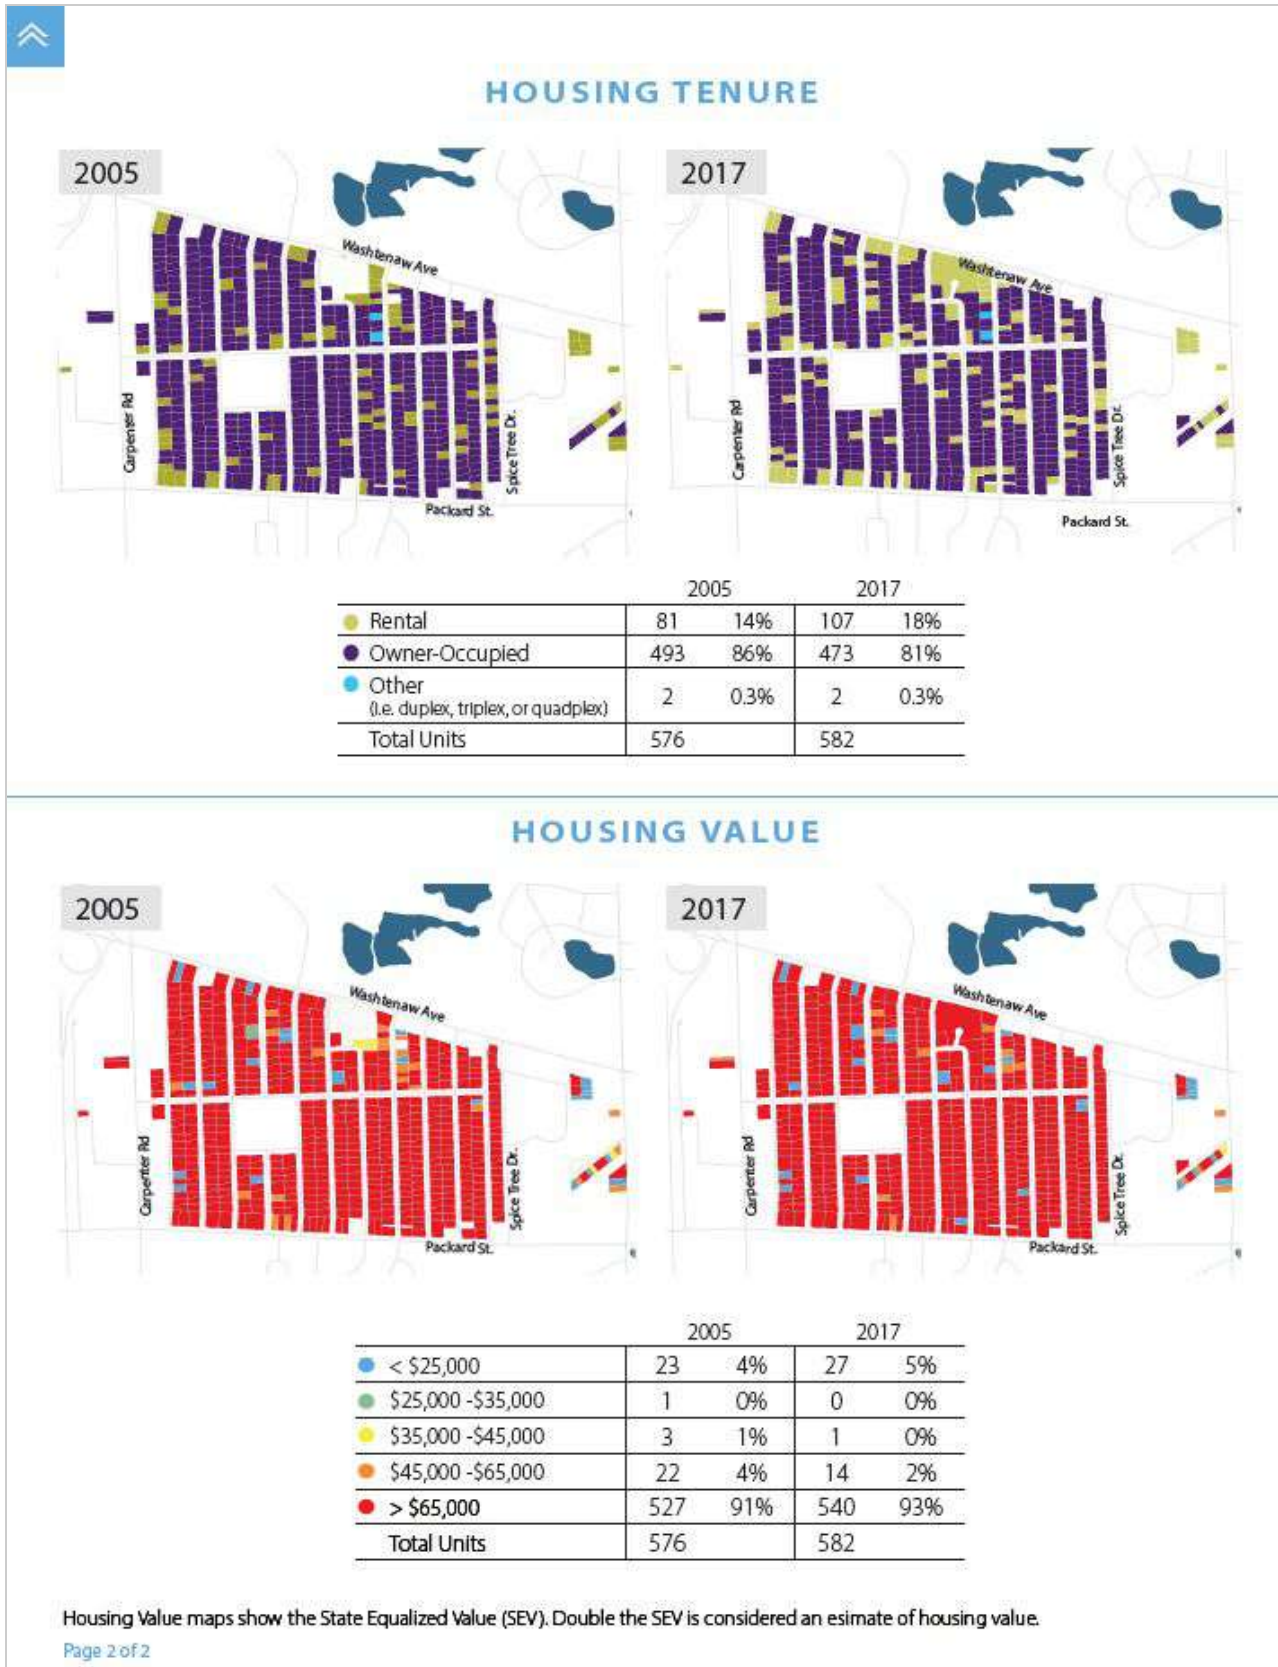 HOUSING TENURE
2005
2017
Washtenaw Ave
Washtenaw Ave
Carpenter Rd
Spice Tree Dr.
Carpenter Rd
Spice Tree Dr.
Packard St.
Packard St.
2005 2017
Rental 81 14% 107 18%
Owner-Occupied 493 86% 473 81%
Other
(i.e. duplex, triplex, or quadplex) 2 0.3% 2 0.3%
Total Units 576 582
HOUSING VALUE
2005
2017
Washtenaw Ave
Washtenaw Ave
Carpenter Rd
Spice Tree Dr.
Carpenter Rd
Spice Tree Dr.
Packard St.
Packard St.
2005 2017
< $25,000 23 4% 27 5%
$25,000 -$35,000 1 0% 0 0%
$35,000 -$45,000 3 1% 1 0%
$45,000 -$65,000 22 4% 14 2%
> $65,000 527 91% 540 93%
Total Units 576 582
Housing Value maps show the State Equalized Value (SEV). Double the SEV is considered an esimate of housing value.
Page 2 of 2